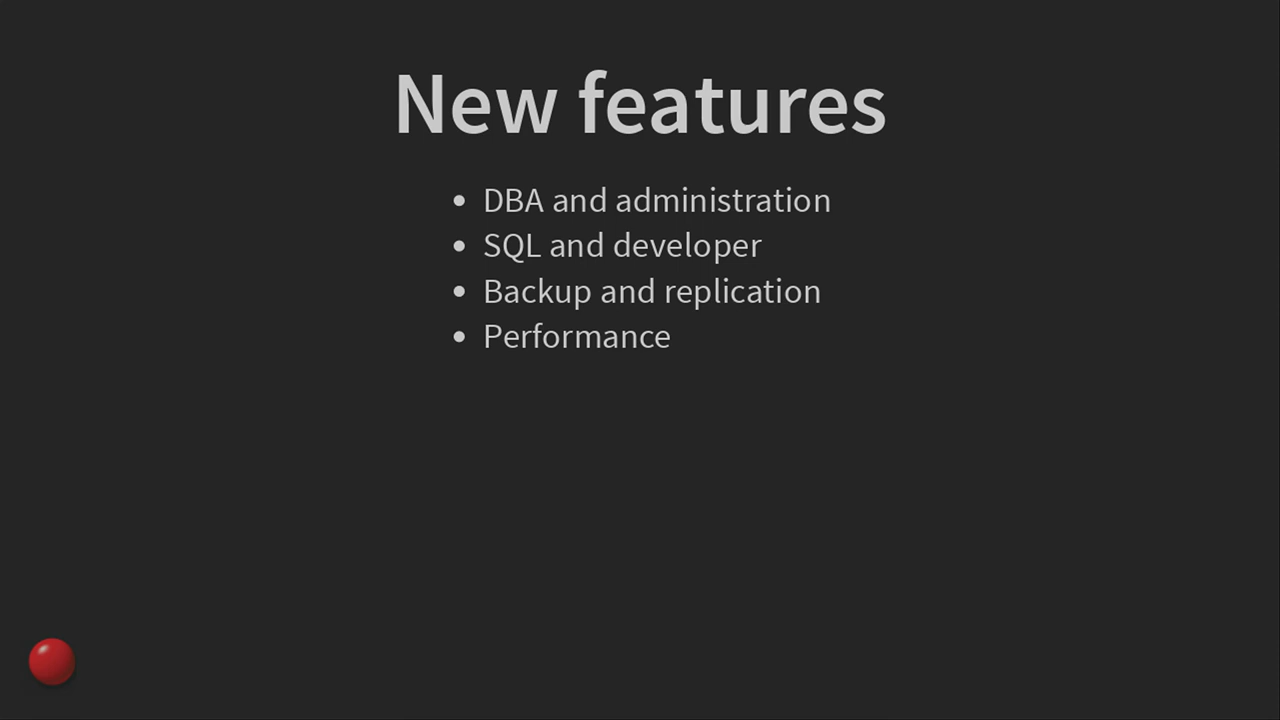 New features
• DBA and administration
• SQL and developer
• Backup and replication
• Performance